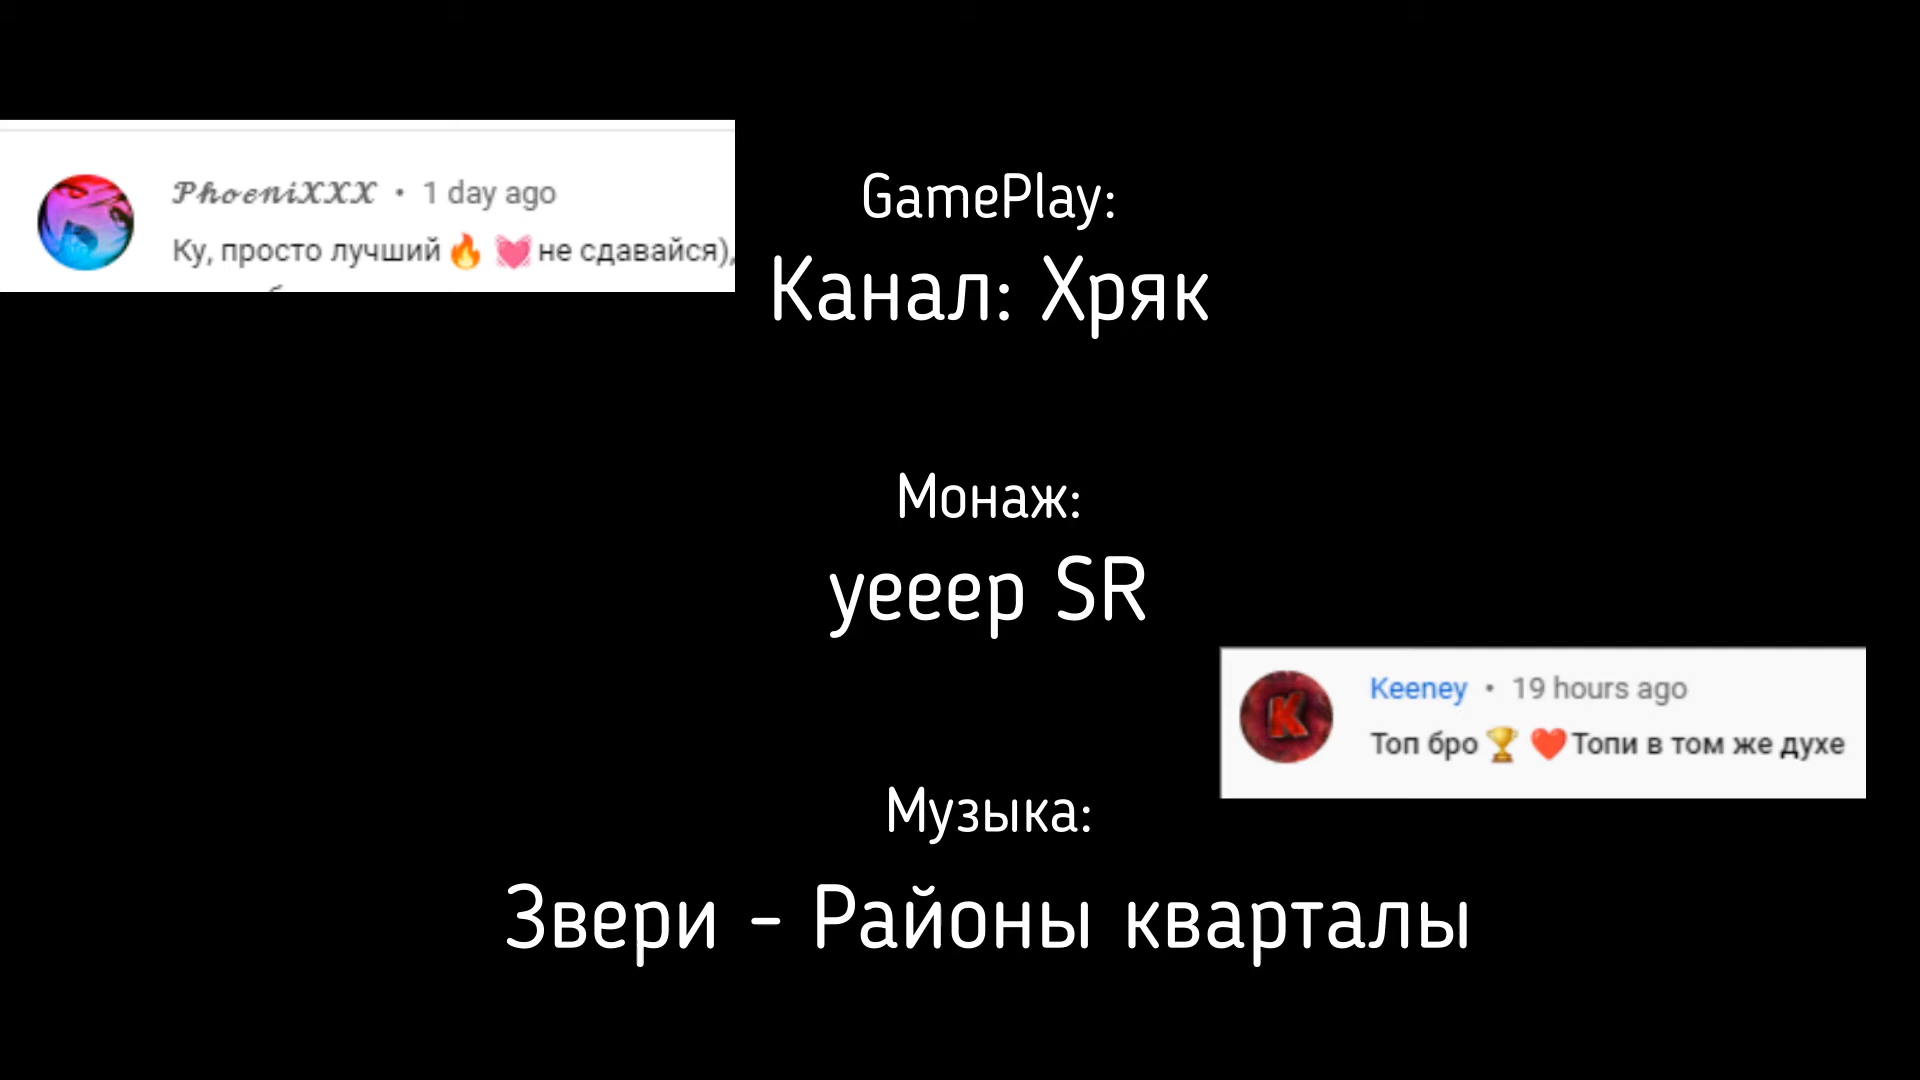 𝓟𝓱𝓸𝓮𝓷𝓲𝓧𝓧𝓧 • 1 day ago
Ку, просто лучший 🔥 💓 не сдавайся),
GamePlay:
Канал: Хряк
Монаж:
yeeep SR
Keeney • 19 hours ago
Топ бро 🏆 ❤️ Топи в том же духе
Музыка:
Звери - Районы кварталы